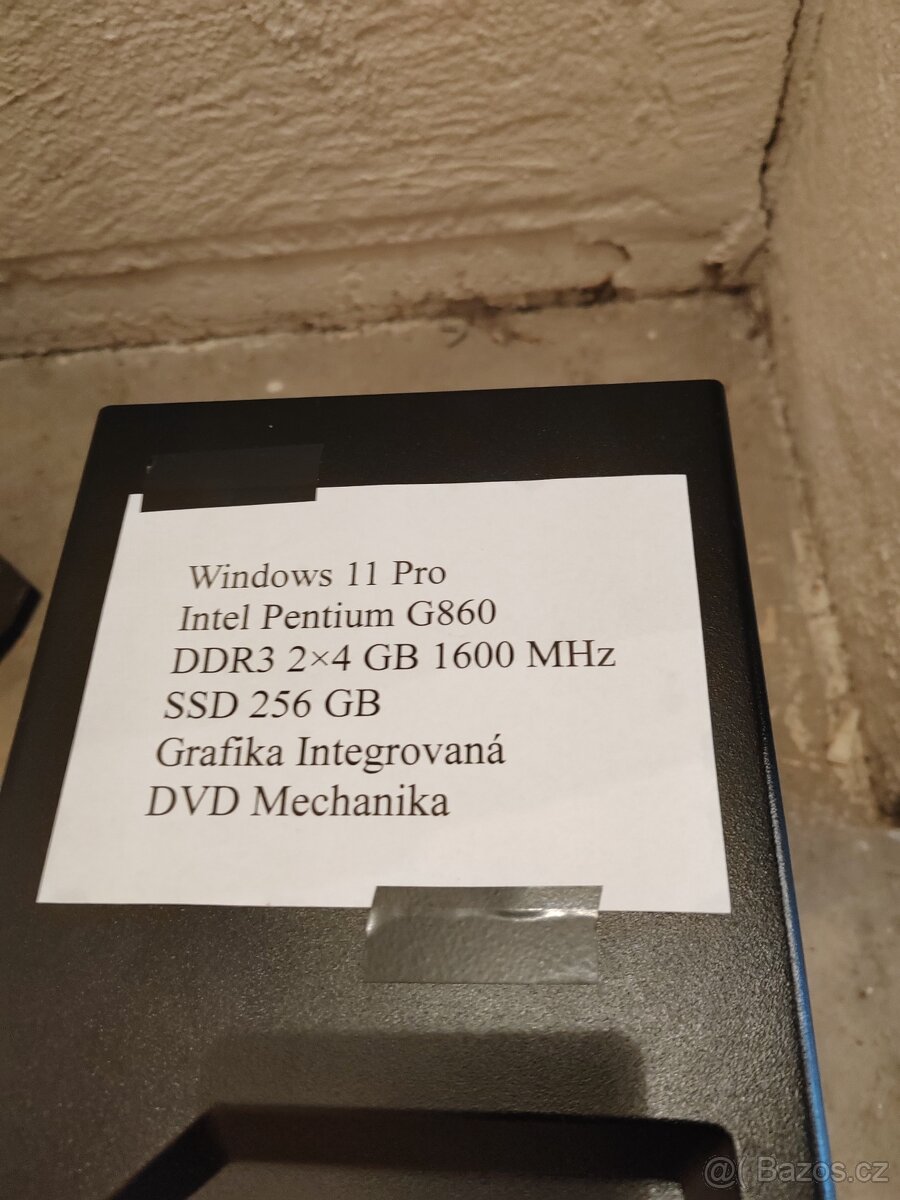 Windows 11 Pro
Intel Pentium G860
DDR3 2×4 GB 1600 MHz
SSD 256 GB
Grafika Integrovaná
DVD Mechanika
@( Bazos.cz